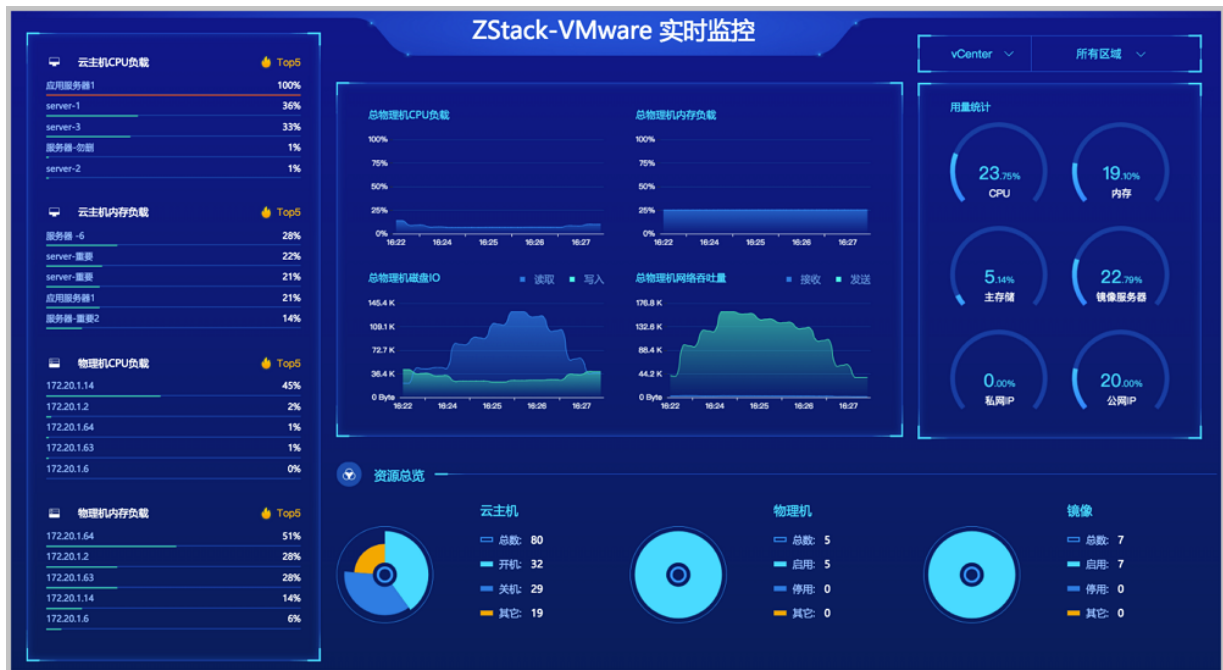 ZStack-VMware 实时监控
vCenter
所有区域
云主机CPU负载 Top5
应用服务器1 100%
server-1 36%
server-3 33%
服务器-勿删 1%
server-2 1%
云主机内存负载 Top5
服务器 -6 28%
server-重要 22%
server-重要 21%
应用服务器1 21%
服务器-重要2 14%
物理机CPU负载 Top5
172.20.1.14 45%
172.20.1.2 2%
172.20.1.64 1%
172.20.1.63 1%
172.20.1.6 0%
物理机内存负载 Top5
172.20.1.64 51%
172.20.1.2 28%
172.20.1.63 28%
172.20.1.14 14%
172.20.1.6 6%
总物理机CPU负载
100%
75%
50%
25%
0%
16:22 16:24 16:25 16:26 16:27
总物理机内存负载
100%
75%
50%
25%
0%
16:22 16:24 16:25 16:26 16:27
总物理机磁盘IO 读取 写入
145.4 K
109.1 K
72.7 K
36.4 K
0 Byte
16:22 16:24 16:25 16:26 16:27
总物理机网络吞吐量 接收 发送
176.8 K
132.6 K
88.4 K
44.2 K
0 Byte
16:22 16:24 16:25 16:26 16:27
用量统计
23.75%
CPU
19.10%
内存
5.14%
主存储
22.79%
镜像服务器
0.00%
私网IP
20.00%
公网IP
资源总览
云主机
总数: 80
开机: 32
关机: 29
其它: 19
物理机
总数: 5
启用: 5
停用: 0
其它: 0
镜像
总数: 7
启用: 7
停用: 0
其它: 0